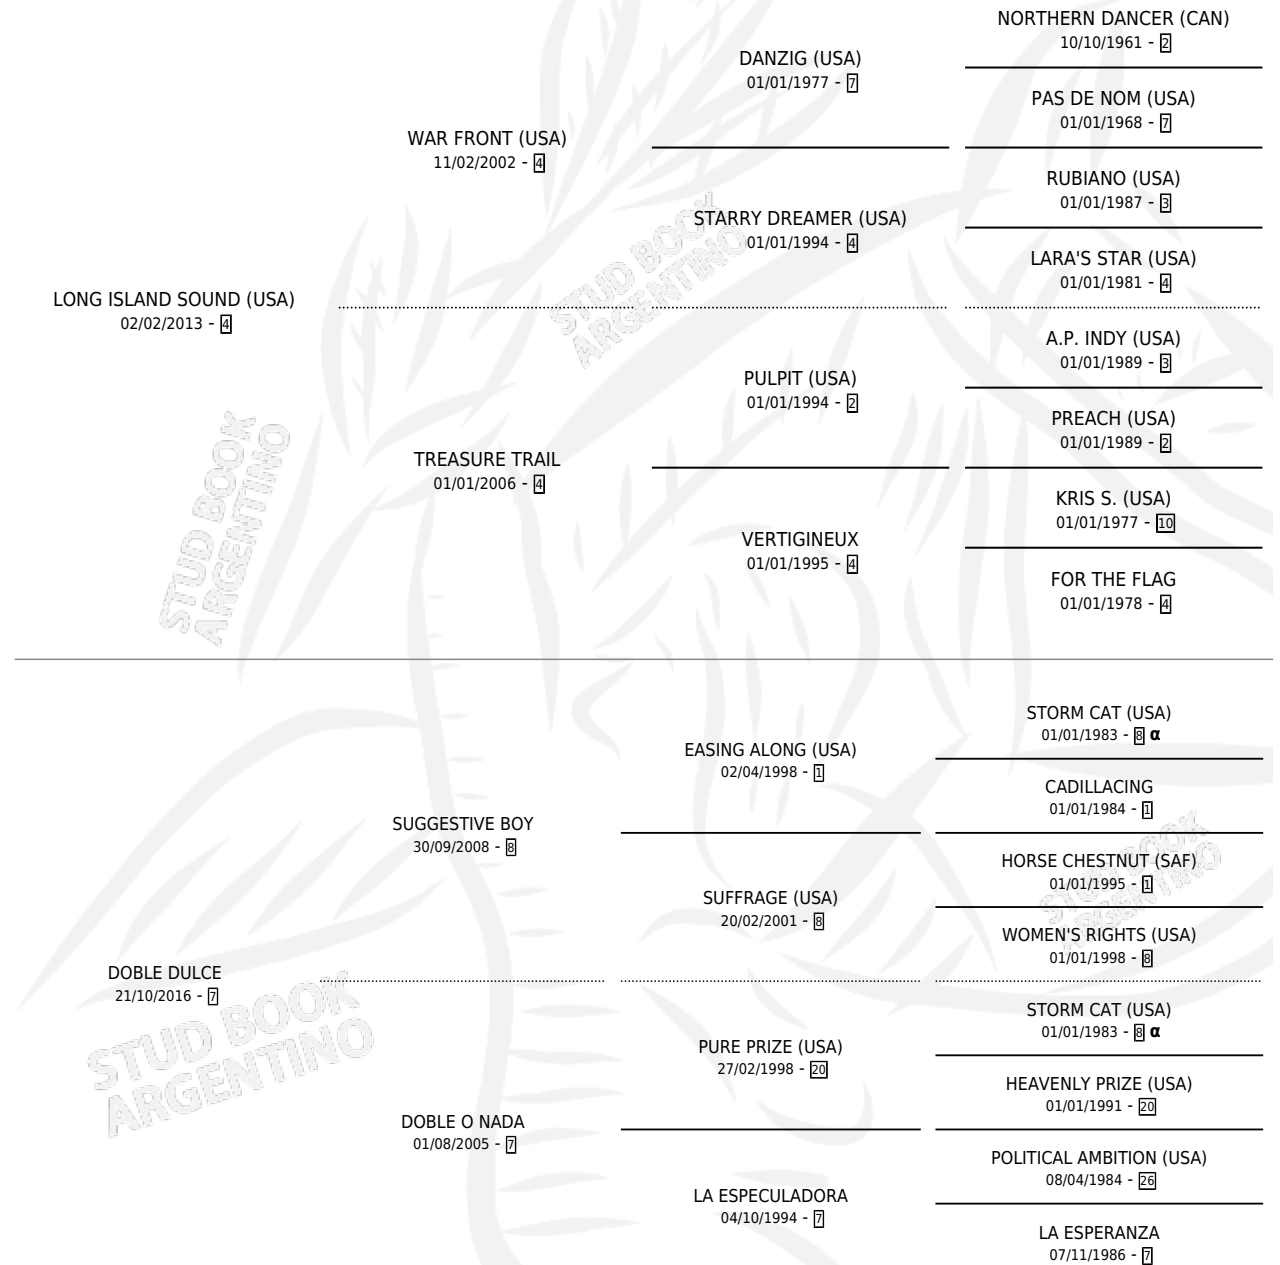 NORTHERN DANCER (CAN)
10/10/1961 - 2
DANZIG (USA)
01/01/1977 - 7
PAS DE NOM (USA)
01/01/1968 - 7
WAR FRONT (USA)
11/02/2002 - 4
RUBIANO (USA)
01/01/1987 - 3
STARRY DREAMER (USA)
01/01/1994 - 4
LARA'S STAR (USA)
01/01/1981 - 4
LONG ISLAND SOUND (USA)
02/02/2013 - 4
A.P. INDY (USA)
01/01/1989 - 3
PULPIT (USA)
01/01/1994 - 2
PREACH (USA)
01/01/1989 - 2
TREASURE TRAIL
01/01/2006 - 4
KRIS S. (USA)
01/01/1977 - 10
VERTIGINEUX
01/01/1995 - 4
FOR THE FLAG
01/01/1978 - 4
STORM CAT (USA)
01/01/1983 - 8 α
EASING ALONG (USA)
02/04/1998 - 1
CADILLACING
01/01/1984 - 1
SUGGESTIVE BOY
30/09/2008 - 8
HORSE CHESTNUT (SAF)
01/01/1995 - 1
SUFFRAGE (USA)
20/02/2001 - 8
WOMEN'S RIGHTS (USA)
01/01/1998 - 8
DOBLE DULCE
21/10/2016 - 7
STORM CAT (USA)
01/01/1983 - 8 α
PURE PRIZE (USA)
27/02/1998 - 20
HEAVENLY PRIZE (USA)
01/01/1991 - 20
DOBLE O NADA
01/08/2005 - 7
POLITICAL AMBITION (USA)
08/04/1984 - 26
LA ESPECULADORA
04/10/1994 - 7
LA ESPERANZA
07/11/1986 - 7
STUD BOOK
ARGENTINO
STUD BOOK
ARGENTINO
STUD BOOK
ARGENTINO
STUD BOOK
ARGENTINO